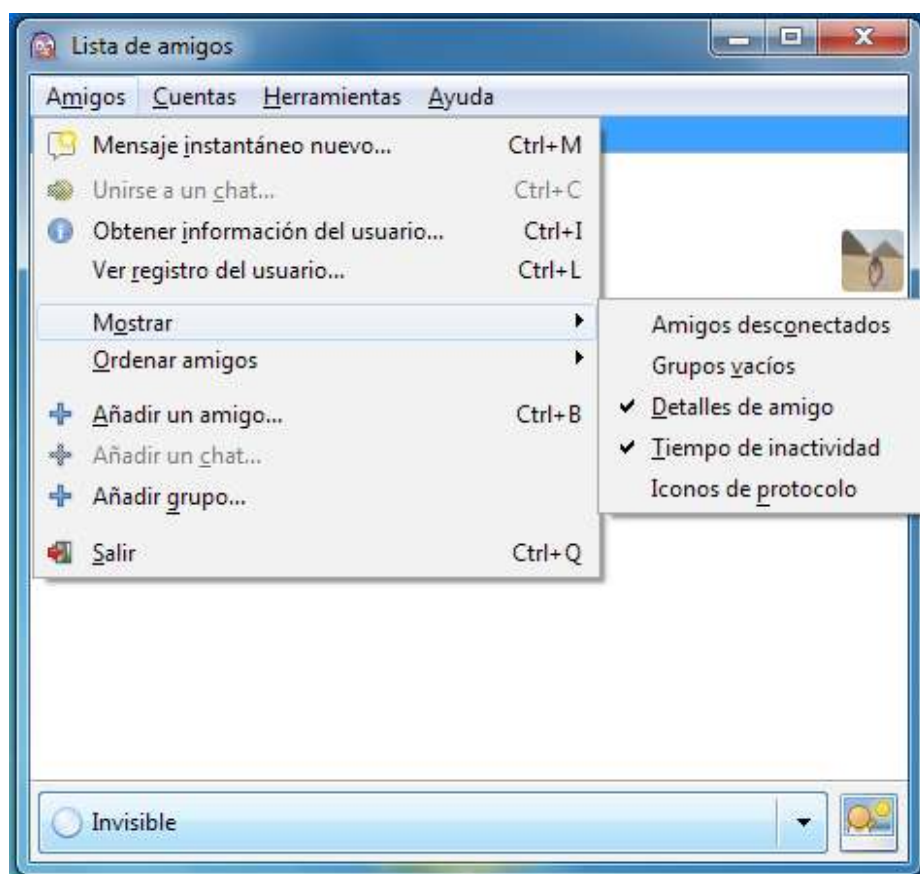 Lista de amigos
Amigos Cuentas Herramientas Ayuda
Mensaje instantáneo nuevo... Ctrl+M
Unirse a un chat... Ctrl+C
Obtener información del usuario... Ctrl+I
Ver registro del usuario... Ctrl+L
Mostrar
Ordenar amigos
Añadir un amigo... Ctrl+B
Añadir un chat...
Añadir grupo...
Salir Ctrl+Q
Amigos desconectados
Grupos vacíos
Detalles de amigo
Tiempo de inactividad
Iconos de protocolo
Invisible